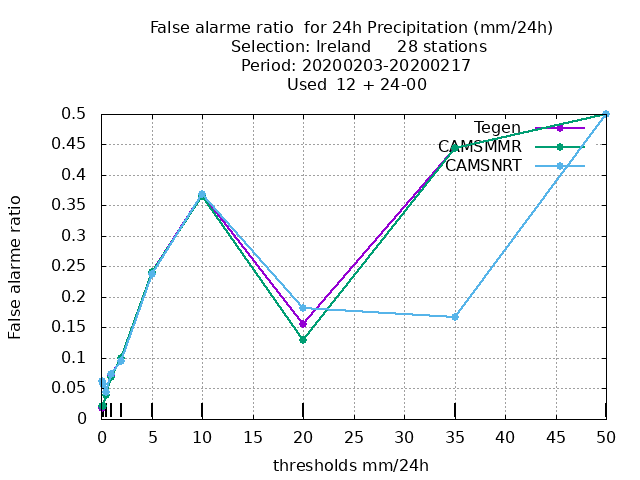 False alarme ratio  for 24h Precipitation (mm/24h)
Selection: Ireland     28 stations
Period: 20200203-20200217
Used  12 + 24-00
False alarme ratio
0.5
0.45
0.4
0.35
0.3
0.25
0.2
0.15
0.1
0.05
0
Tegen
CAMSMMR
CAMSNRT
0 5 10 15 20 25 30 35 40 45 50
thresholds mm/24h